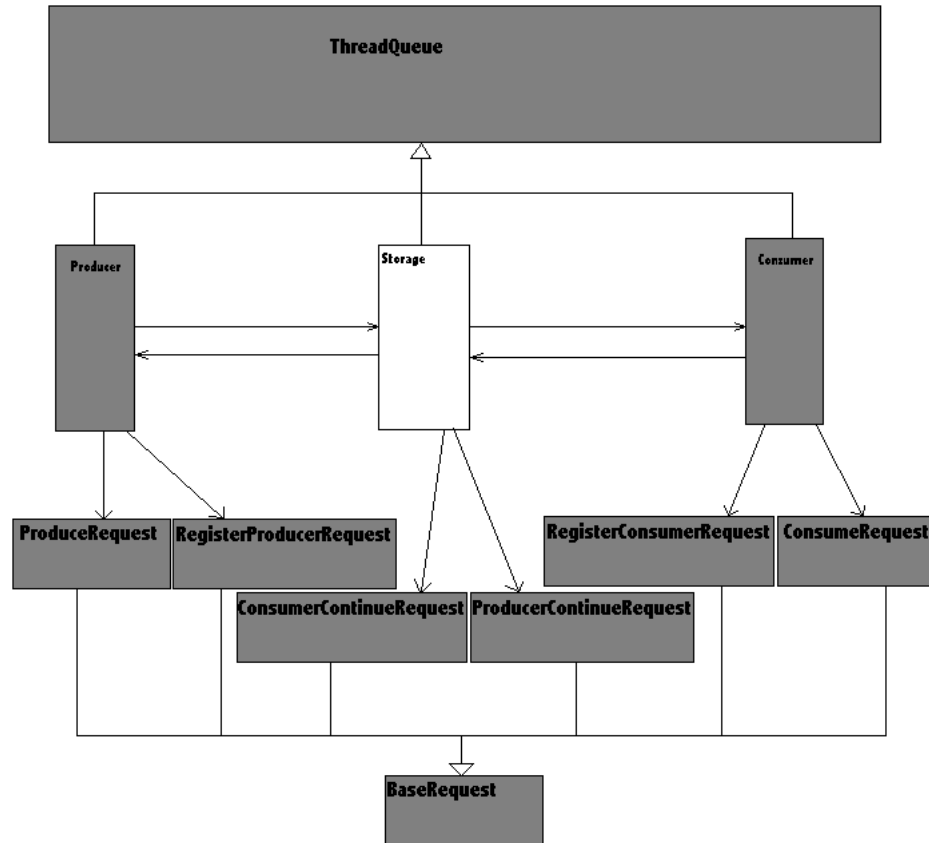 ThreadQueue
Producer
Storage
Consumer
ProduceRequest
RegisterProducerRequest
RegisterConsumerRequest
ConsumeRequest
ConsumerContinueRequest
ProducerContinueRequest
BaseRequest